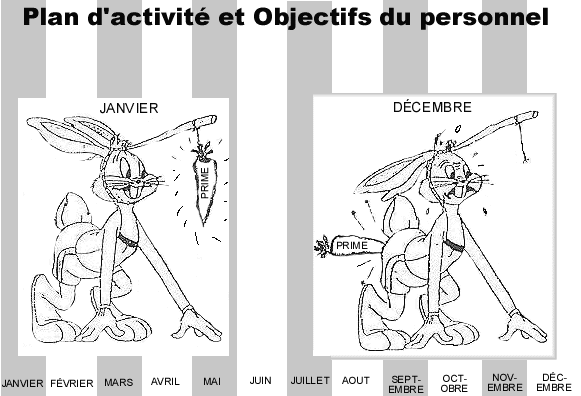 Plan d'activité et Objectifs du personnel
JANVIER
PRIME
DÉCEMBRE
PRIME
JANVIER FÉVRIER MARS AVRIL MAI JUIN JUILLET AOUT SEPT-
EMBRE OCT-
OBRE NOV-
EMBRE DÉC-
EMBRE